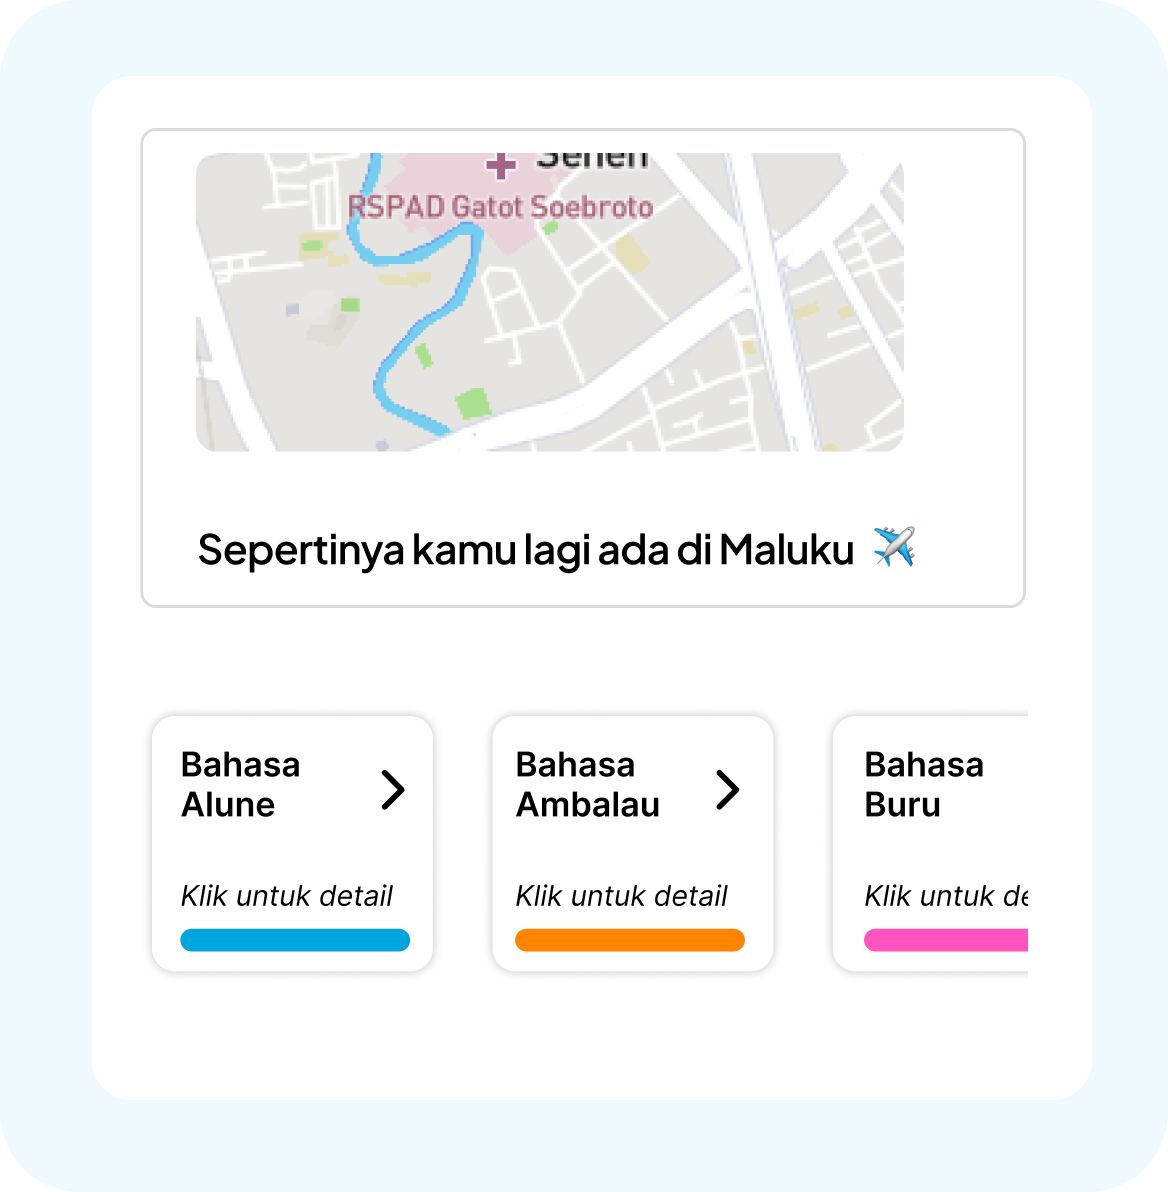 Senen
RSPAD Gatot Soebroto
Sepertinya kamu lagi ada di Maluku
Bahasa
Alune
Klik untuk detail
Bahasa
Ambalau
Klik untuk detail
Bahasa
Buru
Klik untuk de